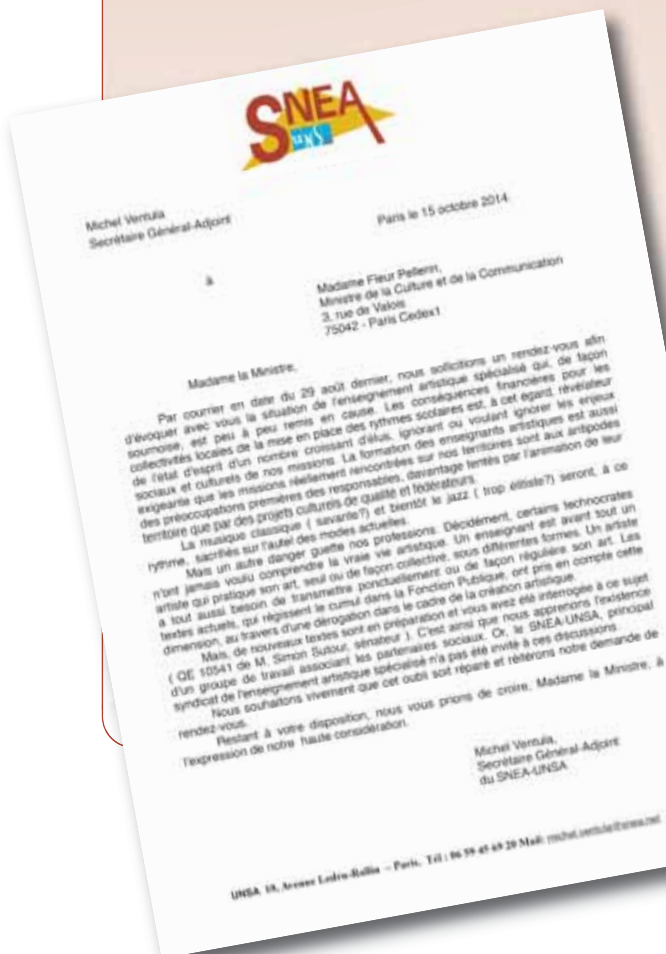 SNEA
UNSA
Michel Ventula
Secrétaire Général-Adjoint
Paris le 15 octobre 2014
à
Madame Fleur Pellerin,
Ministre de la Culture et de la Communication
3, rue de Valois
75042 - Paris Cedex1
Madame la Ministre,
Par courrier en date du 29 août dernier, nous sollicitions un rendez-vous afin
d'évoquer avec vous la situation de l'enseignement artistique spécialisé qui, de façon
sournoise, est peu à peu remis en cause. Les conséquences financières pour les
collectivités locales de la mise en place des rythmes scolaires est, à cet égard, révélateur
de l'état d'esprit d'un nombre croissant d'élus, ignorant ou voulant ignorer les enjeux
sociaux et culturels de nos missions. La formation des enseignants artistiques est aussi
exigeante que les missions réellement rencontrées sur nos territoires sont aux antipodes
des préoccupations premières des responsables, davantage tentés par l'animation de leur
territoire que par des projets culturels de qualité et fédérateurs.
La musique classique ( savante?) et bientôt le jazz ( trop élitiste?) seront, à ce
rythme, sacrifiés sur l'autel des modes actuelles.
Mais un autre danger guette nos professions. Décidément, certains technocrates
n'ont jamais voulu comprendre la vraie vie artistique. Un enseignant est avant tout un
artiste qui pratique son art, seul ou de façon collective, sous différentes formes. Un artiste
a tout aussi besoin de transmettre ponctuellement ou de façon régulière son art. Les
textes actuels, qui régissent le cumul dans la Fonction Publique, ont pris en compte cette
dimension, au travers d'une dérogation dans le cadre de la création artistique.
Mais, de nouveaux textes sont en préparation et vous avez été interrogée à ce sujet
( QE 10541 de M. Simon Sutour, sénateur ). C'est ainsi que nous apprenons l'existence
d'un groupe de travail associant les partenaires sociaux. Or, le SNEA-UNSA, principal
syndicat de l'enseignement artistique spécialisé n'a pas été invité à ces discussions.
Nous souhaitons vivement que cet oubli soit réparé et réitérons notre demande de
rendez-vous.
Restant à votre disposition, nous vous prions de croire, Madame la Ministre, à
l'expression de notre haute considération.
Michel Ventula,
Secrétaire Général-Adjoint
du SNEA-UNSA
UNSA 10, Avenue Ledru-Rollin – Paris. Tél : 06 59 45 69 20 Mail: